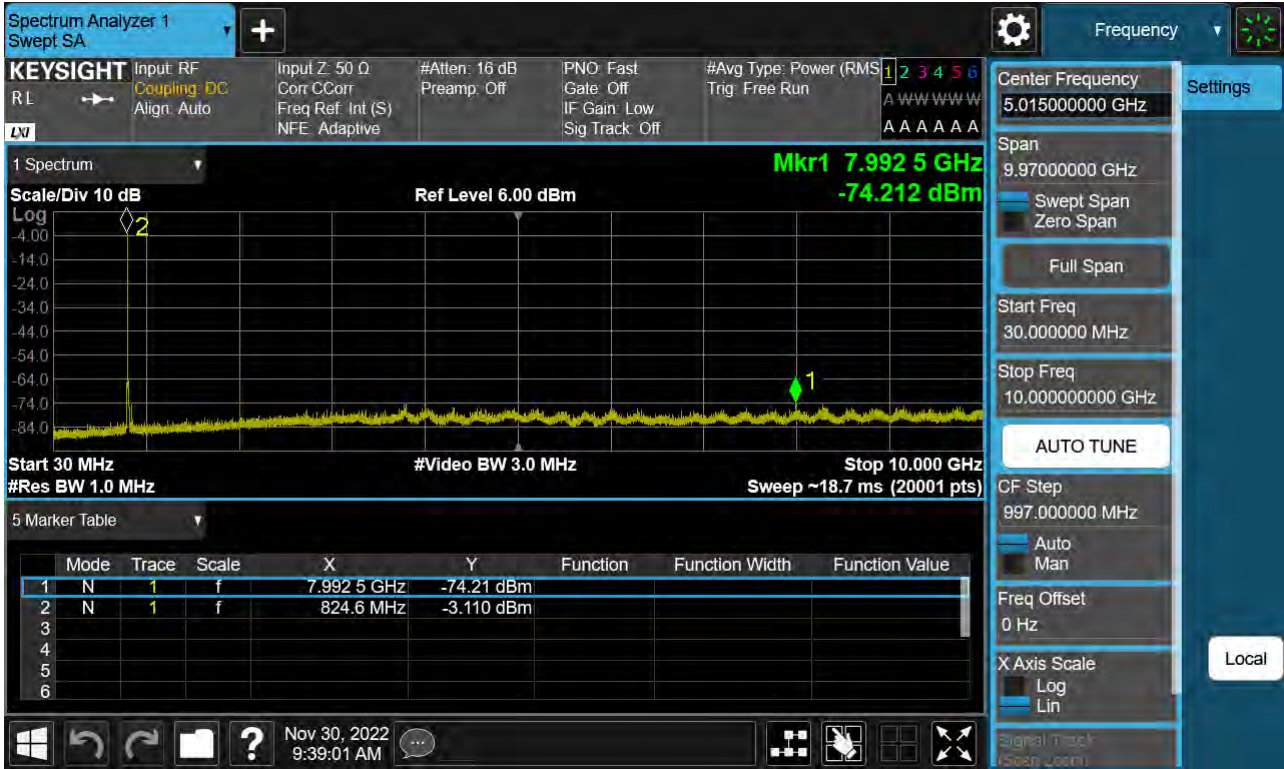 Spectrum Analyzer 1
Swept SA
Frequency
KEYSIGHT
RL
LXI
Input: RF
Coupling: DC
Align: Auto
Input Z: 50 Ω
Corr CCorr
Freq Ref: Int (S)
NFE: Adaptive
#Atten: 16 dB
Preamp: Off
PNO: Fast
Gate: Off
IF Gain: Low
Sig Track: Off
#Avg Type: Power (RMS
Trig: Free Run
1 2 3 4 5 6
A W W W W W
A A A A A A
Center Frequency
5.015000000 GHz
Settings
Span
9.97000000 GHz
Swept Span
Zero Span
Full Span
Start Freq
30.000000 MHz
Stop Freq
10.000000000 GHz
AUTO TUNE
CF Step
997.000000 MHz
Auto
Man
Freq Offset
0 Hz
X Axis Scale
Log
Lin
Signal Track
(Span Zoom)
Local
1 Spectrum
Mkr1 7.992 5 GHz
Scale/Div 10 dB
Ref Level 6.00 dBm
-74.212 dBm
Log
2
-4.00
-14.0
-24.0
-34.0
-44.0
-54.0
-64.0
1
-74.0
-84.0
Start 30 MHz
#Video BW 3.0 MHz
Stop 10.000 GHz
#Res BW 1.0 MHz
Sweep ~18.7 ms (20001 pts)
5 Marker Table
Mode Trace Scale X Y Function Function Width Function Value
1 N 1 f 7.992 5 GHz -74.21 dBm
2 N 1 f 824.6 MHz -3.110 dBm
3
4
5
6
?
Nov 30, 2022
9:39:01 AM